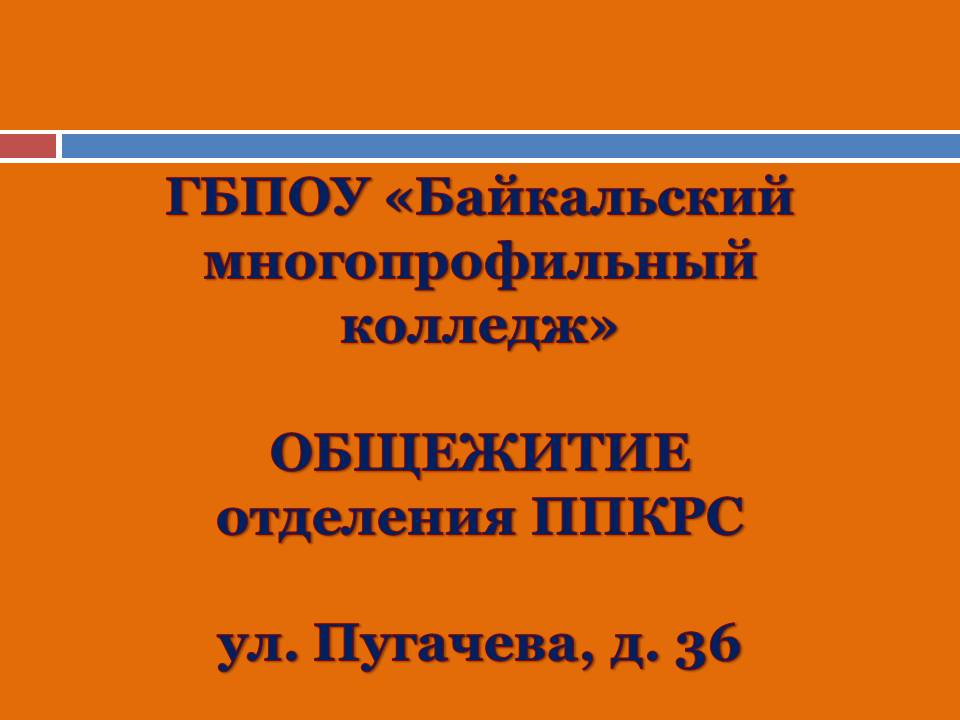 ГБПОУ «Байкальский
многопрофильный
колледж»
ОБЩЕЖИТИЕ
отделения ППКРС
ул. Пугачева, д. 36